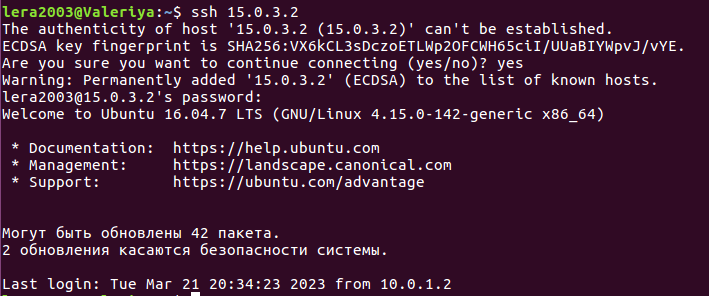 lera2003@Valeriya:~$ ssh 15.0.3.2
The authenticity of host '15.0.3.2 (15.0.3.2)' can't be established.
ECDSA key fingerprint is SHA256:VX6kCL3sDczoETLWp2OFCWH65ciI/UUaBIYWpvJ/vYE.
Are you sure you want to continue connecting (yes/no)? yes
Warning: Permanently added '15.0.3.2' (ECDSA) to the list of known hosts.
lera2003@15.0.3.2's password:
Welcome to Ubuntu 16.04.7 LTS (GNU/Linux 4.15.0-142-generic x86_64)
* Documentation:  https://help.ubuntu.com
* Management:     https://landscape.canonical.com
* Support:        https://ubuntu.com/advantage
Могут быть обновлены 42 пакета.
2 обновления касаются безопасности системы.
Last login: Tue Mar 21 20:34:23 2023 from 10.0.1.2